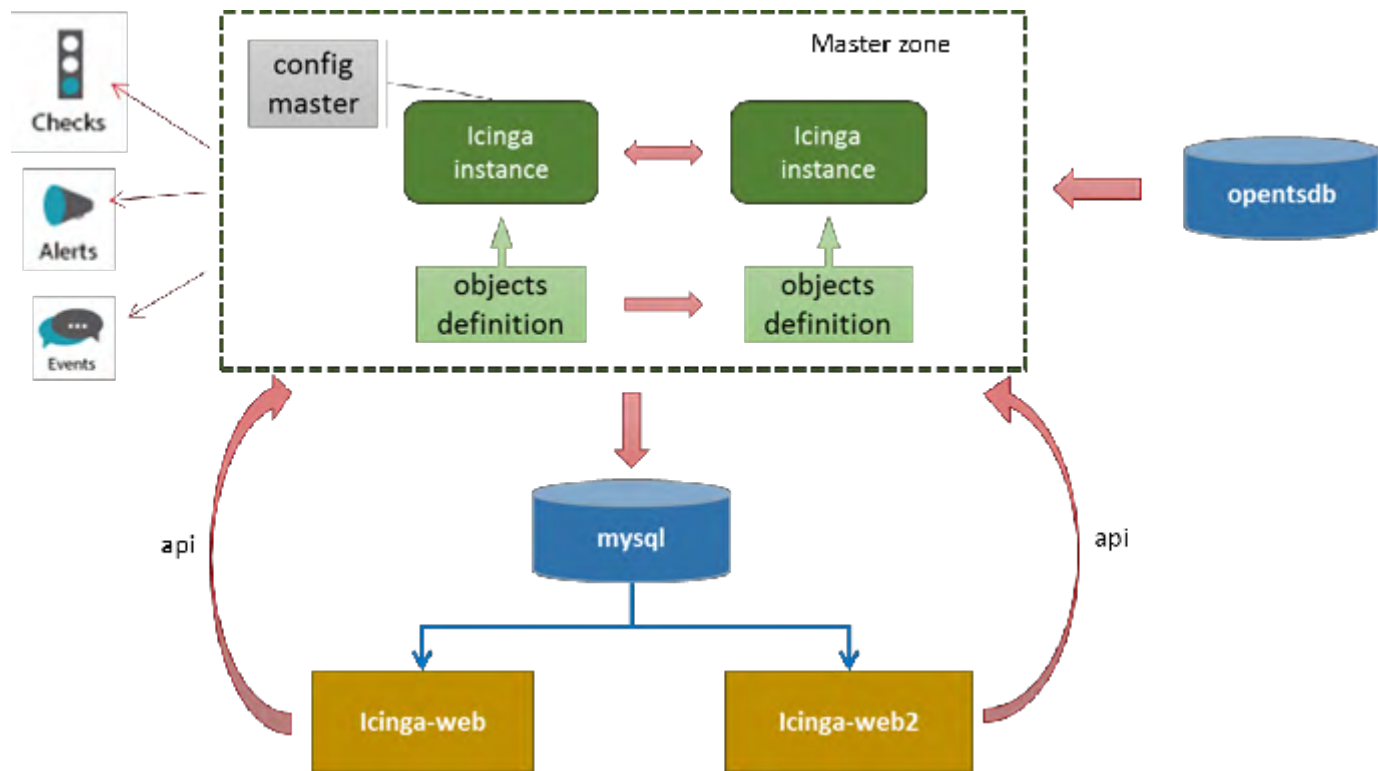 Master zone
config
master
Checks
Icinga
instance
Icinga
instance
opentsdb
Alerts
objects
definition
objects
definition
Events
mysql
api
api
Icinga-web
Icinga-web2